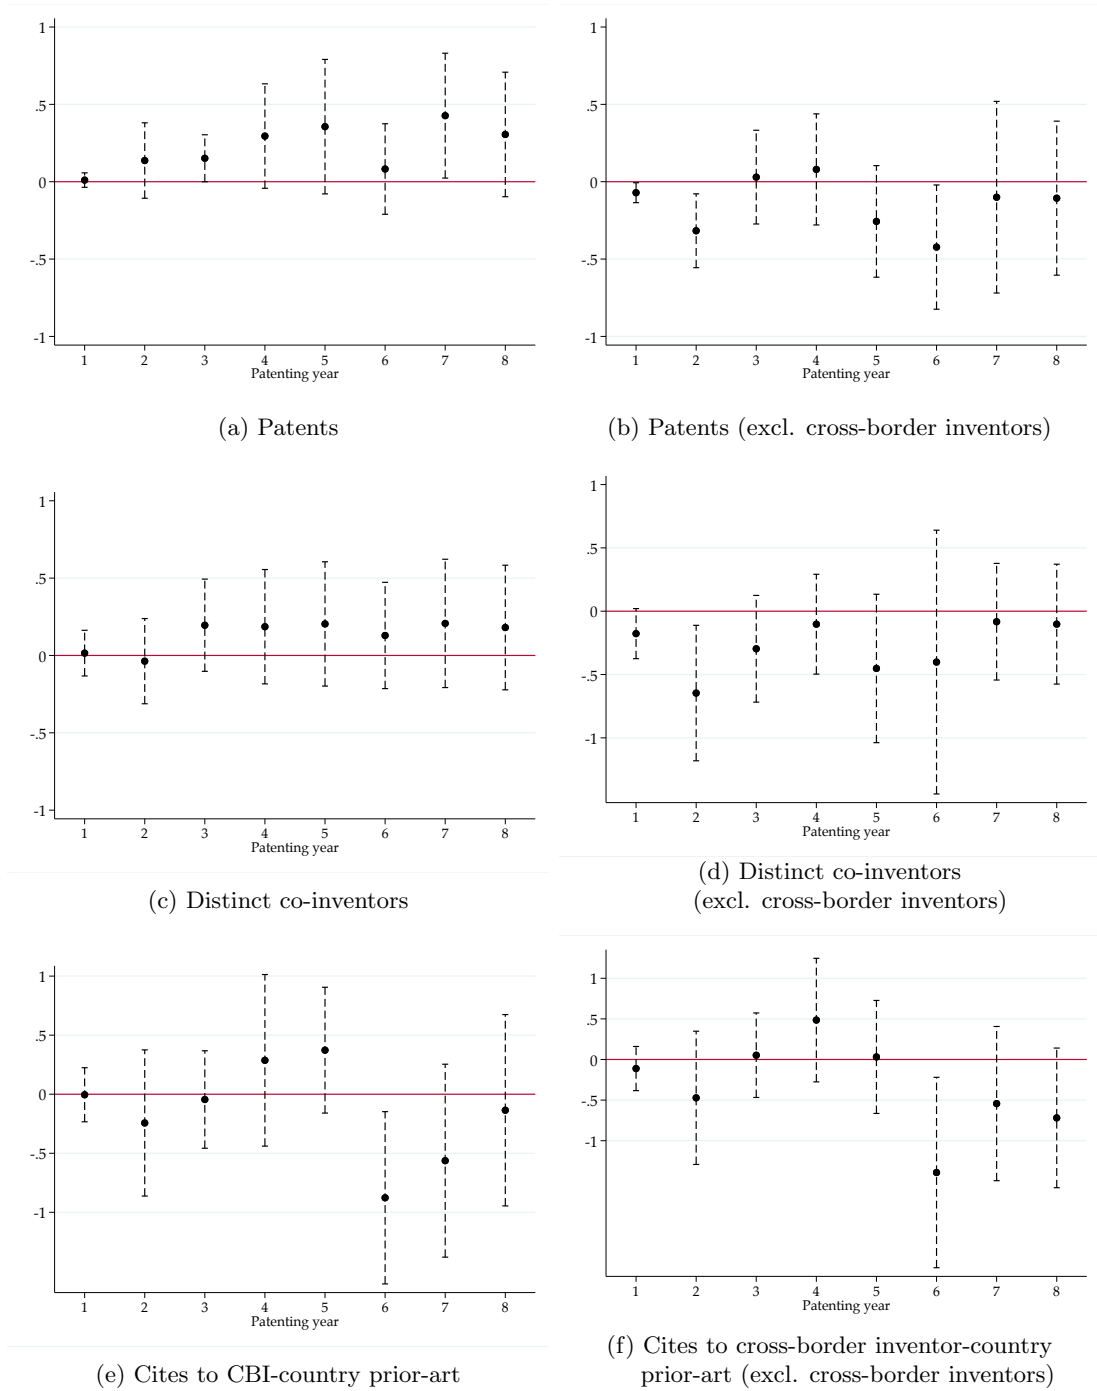 1
.5
0
-.5
-1
1 2 3 4 5 6 7 8
Patenting year
(a) Patents
1
.5
0
-.5
-1
1 2 3 4 5 6 7 8
Patenting year
(b) Patents (excl. cross-border inventors)
1
.5
0
-.5
-1
1 2 3 4 5 6 7 8
Patenting year
(c) Distinct co-inventors
1
.5
0
-.5
-1
1 2 3 4 5 6 7 8
Patenting year
(d) Distinct co-inventors
(excl. cross-border inventors)
1
.5
0
-.5
-1
1 2 3 4 5 6 7 8
Patenting year
(e) Cites to CBI-country prior-art
1
.5
0
-.5
-1
1 2 3 4 5 6 7 8
Patenting year
(f) Cites to cross-border inventor-country
prior-art (excl. cross-border inventors)